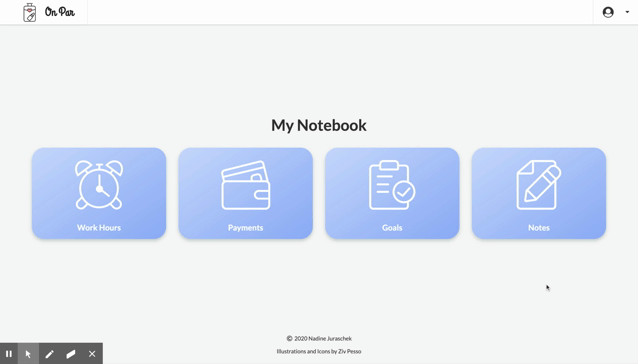 On Par
My Notebook
Work Hours
Payments
Goals
Notes
© 2020 Nadine Juraschek
Illustrations and Icons by Ziv Pesso